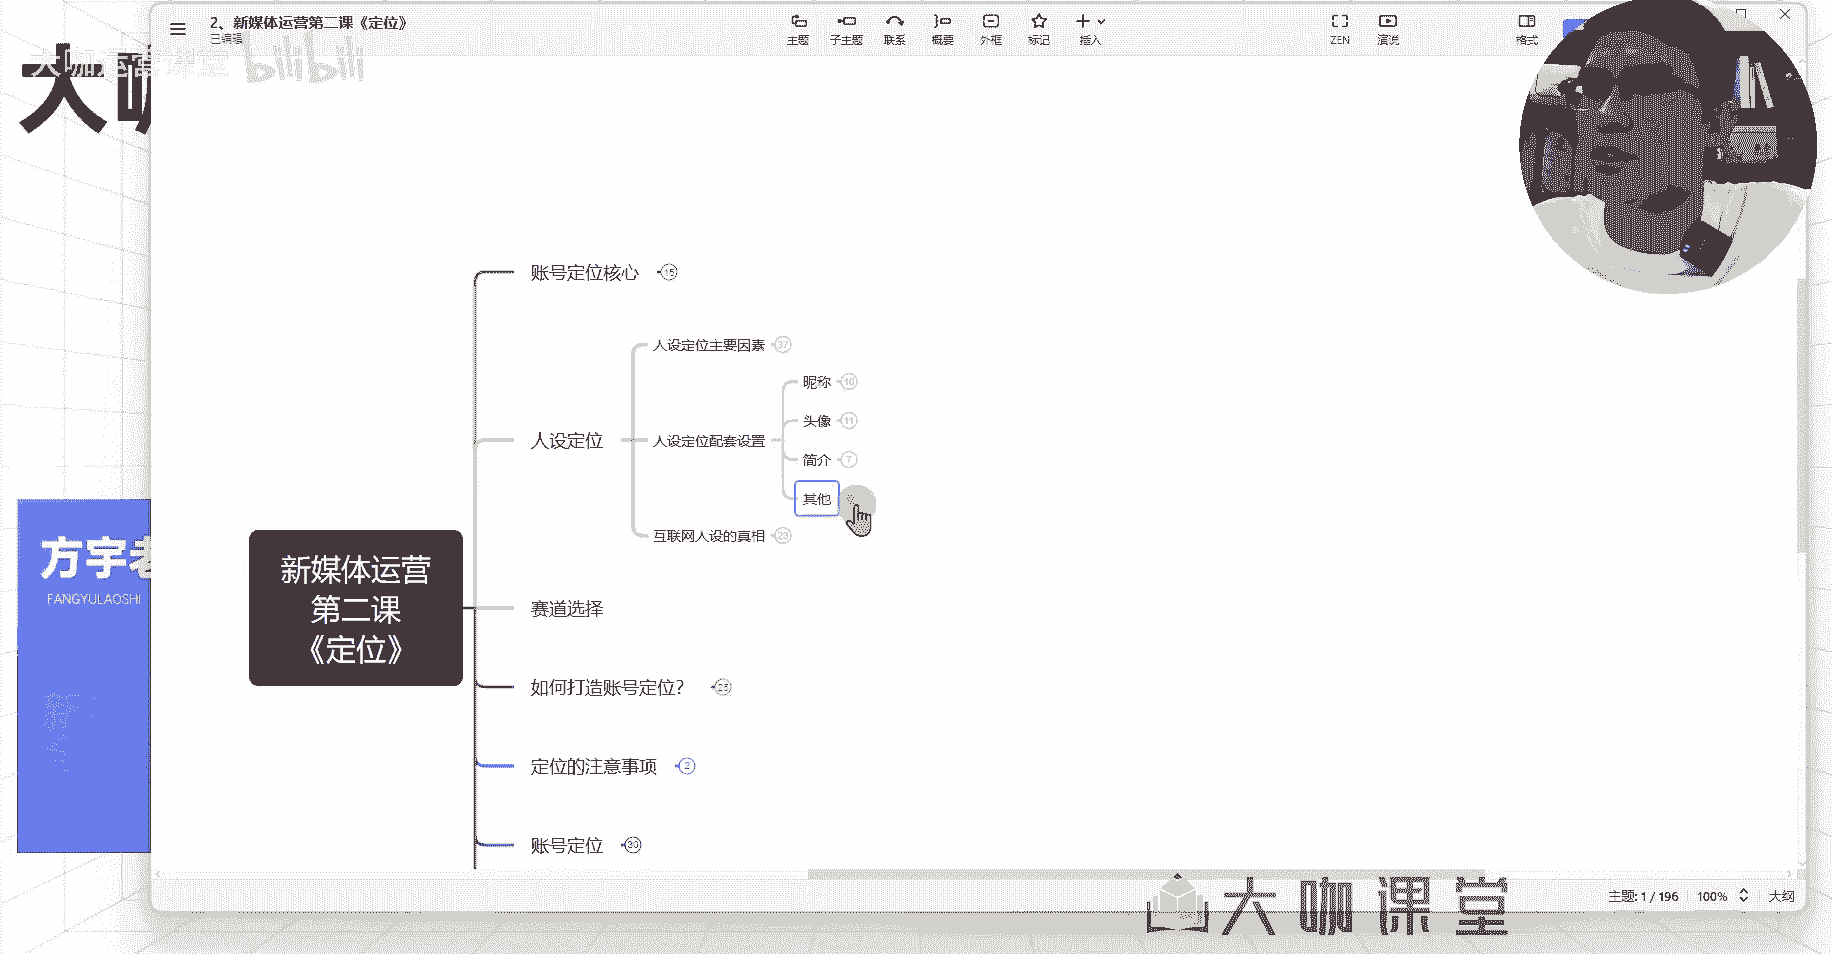 2、新媒体运营第二课《定位》
已编辑
主题
子主题
联系
概要
外框
标记
插入
ZEN
演说
格式
大咖运营课堂
bilibili
大咖
账号定位核心
15
人设定位主要因素
37
昵称
10
头像
11
人设定位
人设定位配套设置
简介
7
其他
互联网人设的真相
23
新媒体运营
第二课
《定位》
赛道选择
如何打造账号定位？
25
定位的注意事项
2
账号定位
30
方宇老
FANGYULAOSHI
大咖课堂
主题: 1 / 196
100%
大纲